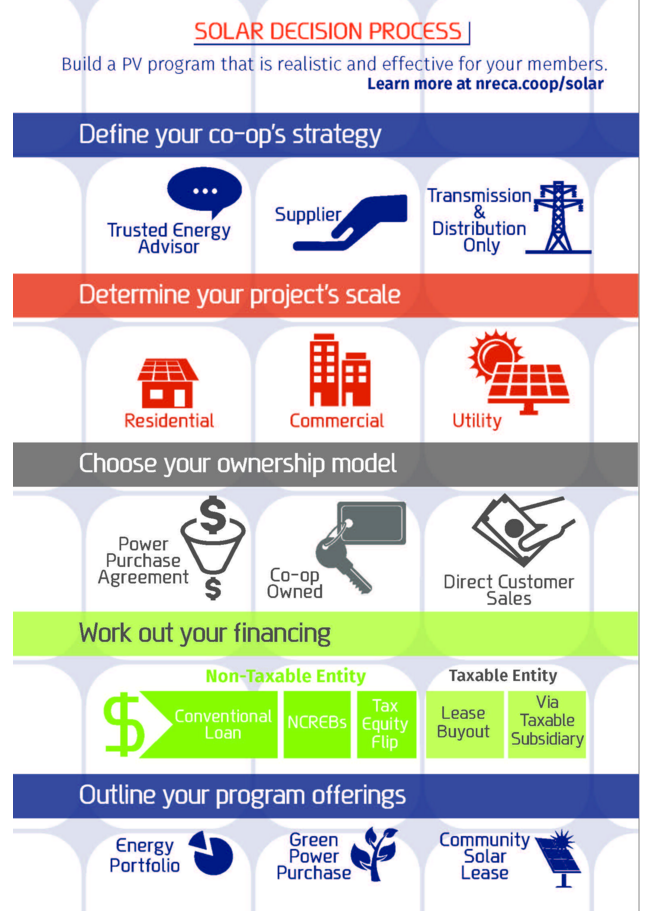 SOLAR DECISION PROCESS
Build a PV program that is realistic and effective for your members.
Learn more at nreca.coop/solar
Define your co-op's strategy
Trusted Energy
Advisor
Supplier
Transmission
&
Distribution
Only
Determine your project's scale
Residential
Commercial
Utility
Choose your ownership model
$
Power
Purchase
Agreement
$
Co-op
Owned
Direct Customer
Sales
Work out your financing
Non-Taxable Entity
Taxable Entity
$
Conventional
Loan
NCREBs
Tax
Equity
Flip
Lease
Buyout
Via
Taxable
Subsidiary
Outline your program offerings
Energy
Portfolio
Green
Power
Purchase
Community
Solar
Lease